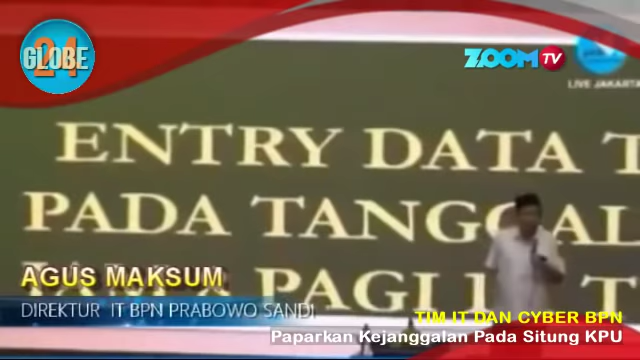 24
GLOBE
ZOOM TV
LIVE JAKARTA
ENTRY DATA T
PADA TANGGAL
PAGI 1 T
AGUS MAKSUM
DIREKTUR IT BPN PRABOWO SANDI
TIM IT DAN CYBER BPN
Paparkan Kejanggalan Pada Situng KPU